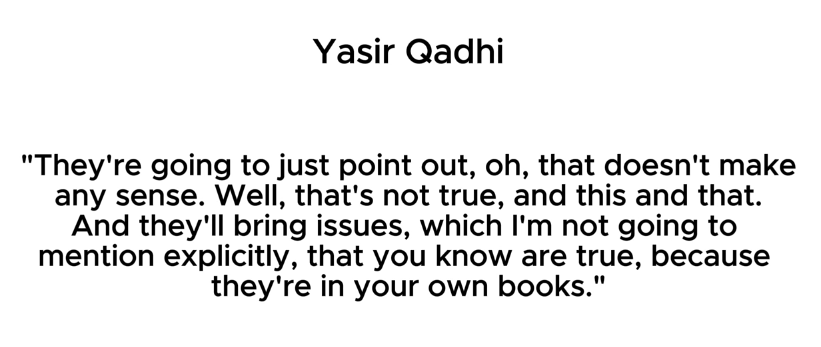 Yasir Qadhi
"They're going to just point out, oh, that doesn't make
any sense. Well, that's not true, and this and that.
And they'll bring issues, which I'm not going to
mention explicitly, that you know are true, because
they're in your own books."